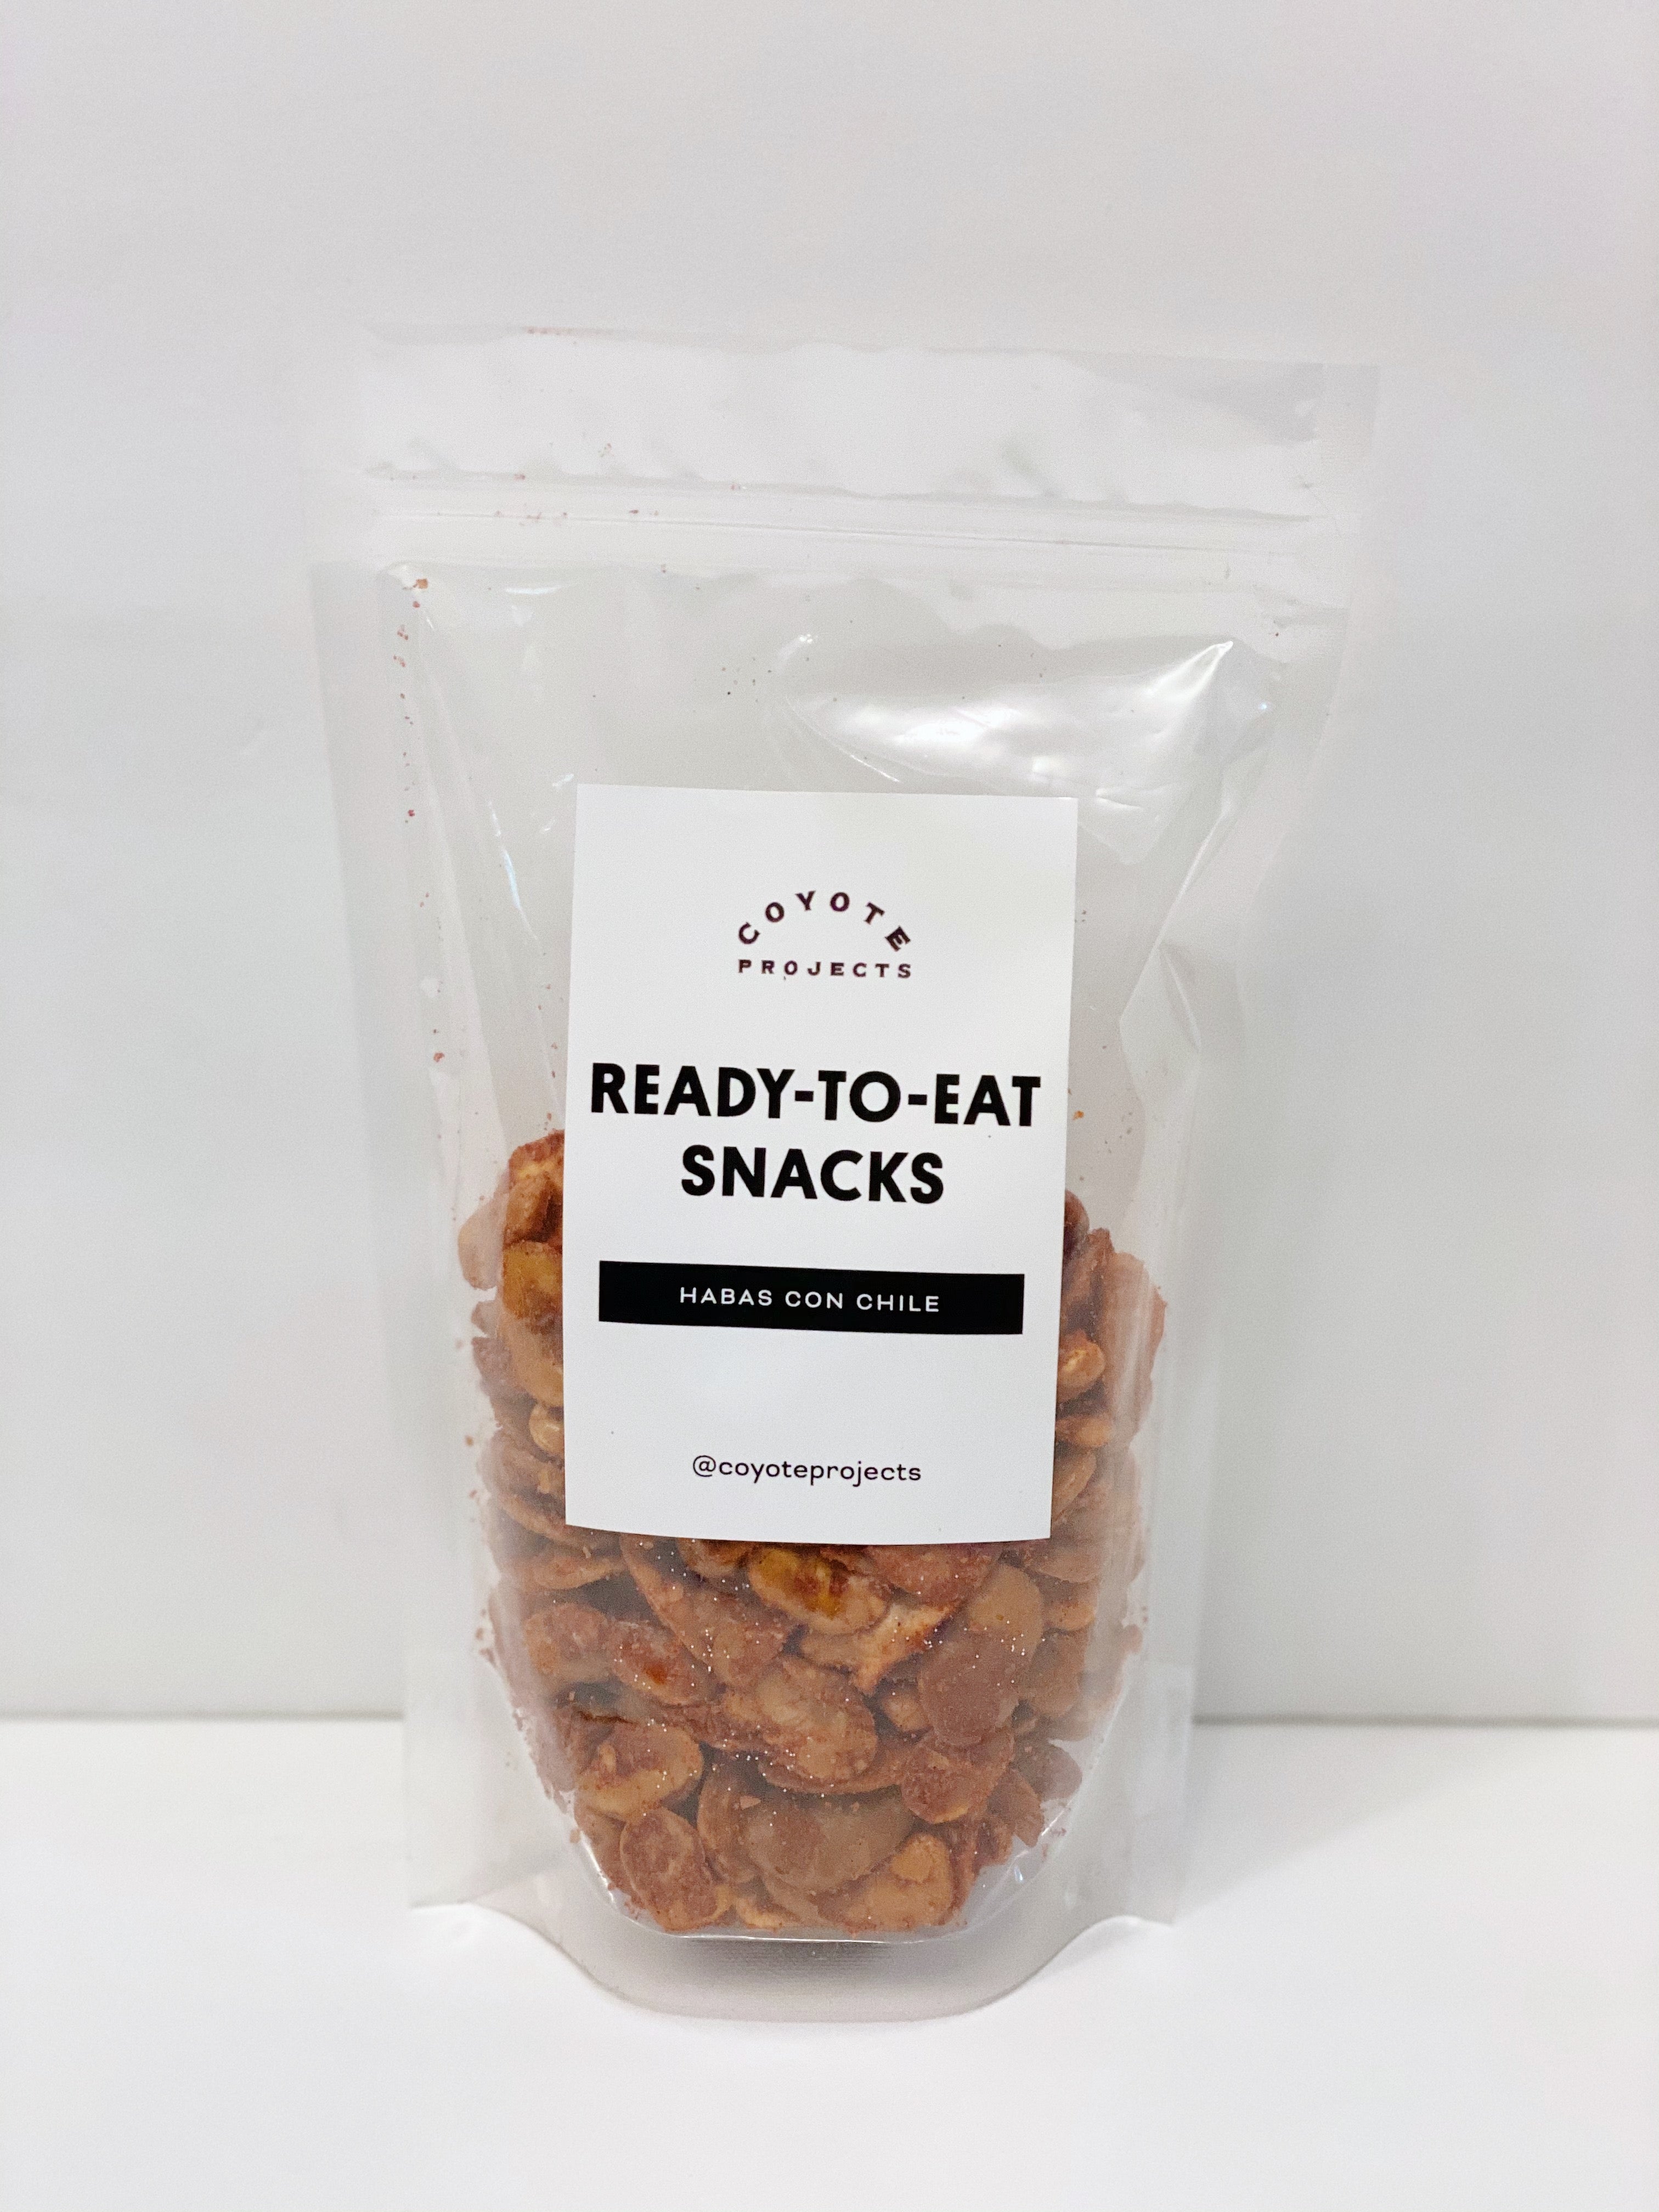 COYOTE
PROJECTS
READY-TO-EAT
SNACKS
HABAS CON CHILE
@coyoteprojects